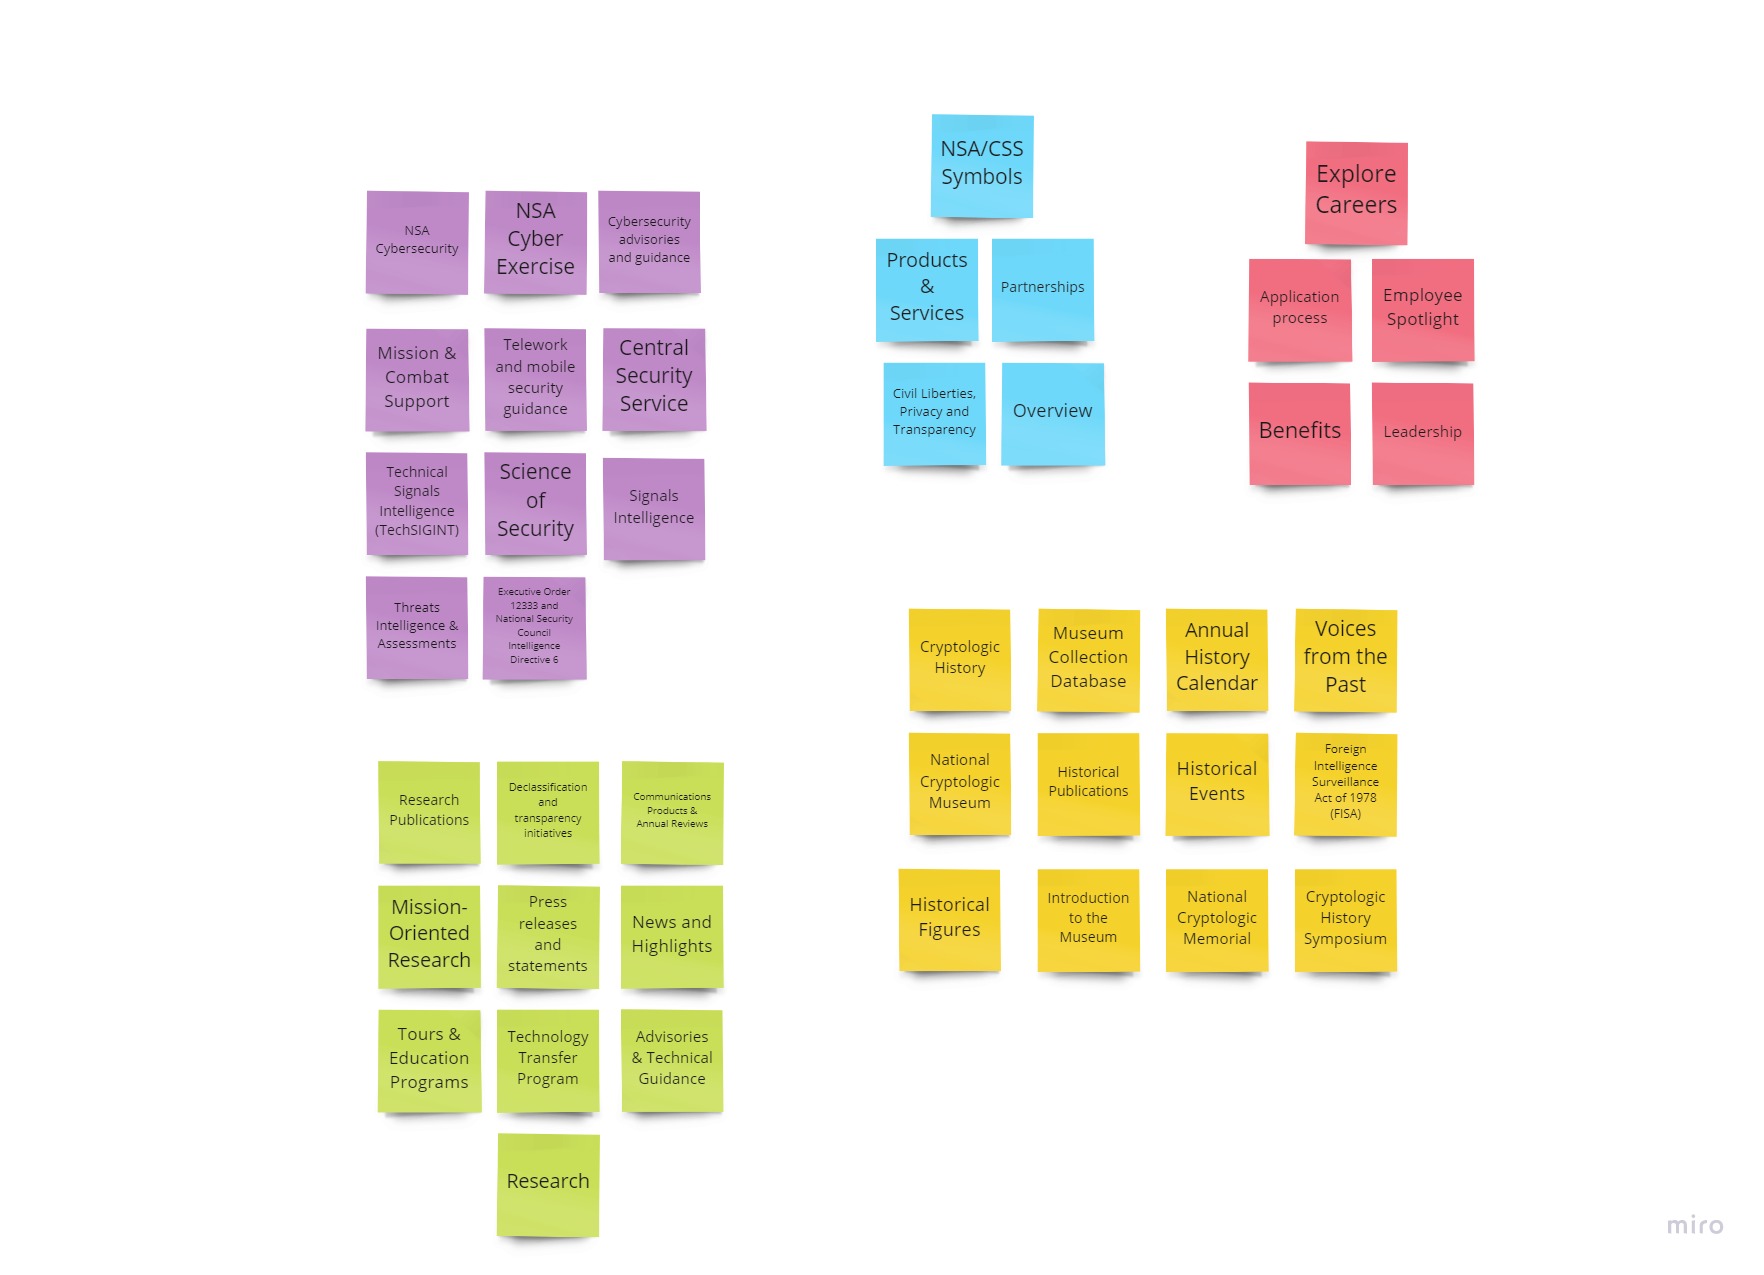 NSA
Cybersecurity
NSA
Cyber
Exercise
Cybersecurity
advisories
and guidance
Mission &
Combat
Support
Telework
and mobile
security
guidance
Central
Security
Service
Technical
Signals
Intelligence
(TechSIGINT)
Science
of
Security
Signals
Intelligence
Threats
Intelligence &
Assessments
Executive Order
12333 and
National Security
Council
Intelligence
Directive 6
NSA/CSS
Symbols
Products
&
Services
Partnerships
Civil Liberties,
Privacy and
Transparency
Overview
Explore
Careers
Application
process
Employee
Spotlight
Benefits
Leadership
Research
Publications
Declassification
and
transparency
initiatives
Communications
Products &
Annual Reviews
Mission-
Oriented
Research
Press
releases
and
statements
News and
Highlights
Tours &
Education
Programs
Technology
Transfer
Program
Advisories
& Technical
Guidance
Research
Cryptologic
History
Museum
Collection
Database
Annual
History
Calendar
Voices
from the
Past
National
Cryptologic
Museum
Historical
Publications
Historical
Events
Foreign
Intelligence
Surveillance
Act of 1978
(FISA)
Historical
Figures
Introduction
to the
Museum
National
Cryptologic
Memorial
Cryptologic
History
Symposium
miro